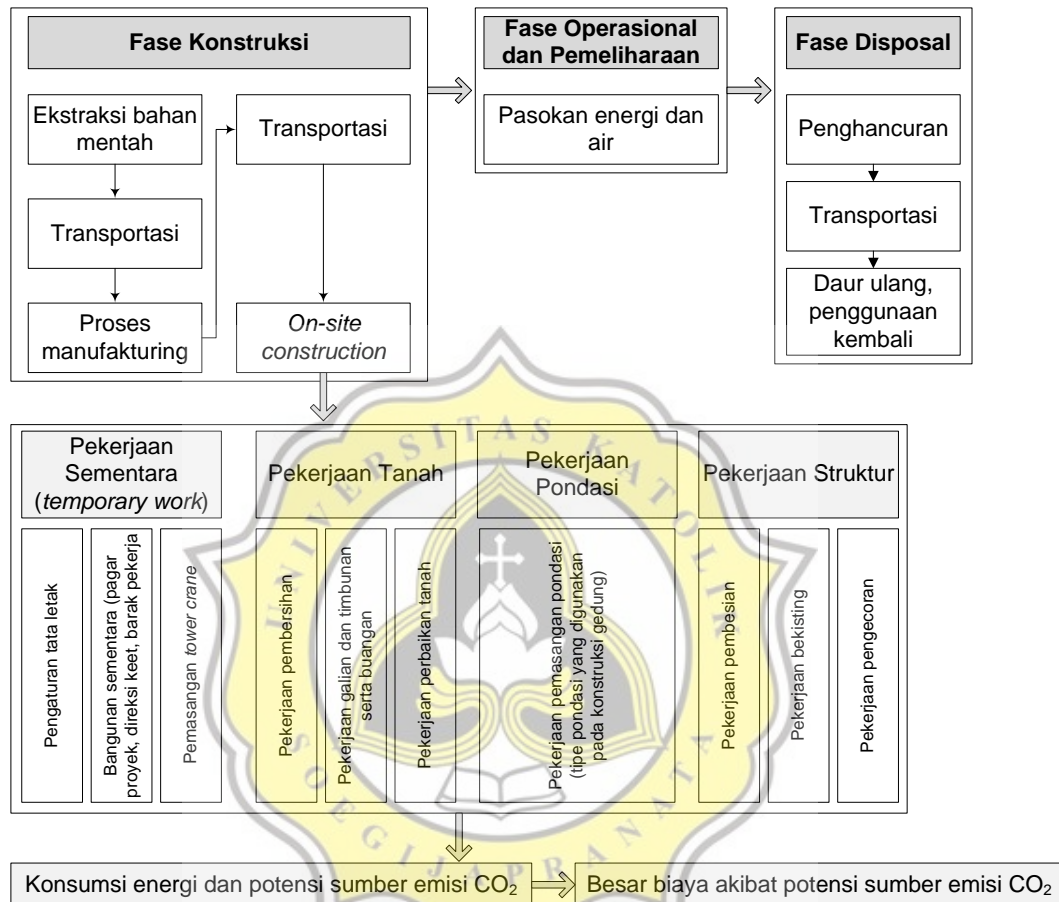 Fase Konstruksi
Ekstraksi bahan
mentah
Transportasi
Proses
manufakturing
Transportasi
On-site
construction
Fase Operasional
dan Pemeliharaan
Pasokan energi dan
air
Fase Disposal
Penghancuran
Transportasi
Daur ulang,
penggunaan
kembali
Pekerjaan
Sementara
(temporary work)
Pengaturan tata letak
Bangunan sementara (pagar
proyek, direksi keet, barak pekerja
Pemasangan tower crane
Pekerjaan Tanah
Pekerjaan pembersihan
Pekerjaan galian dan timbunan
serta buangan
Pekerjaan perbaikan tanah
Pekerjaan
Pondasi
Pekerjaan pemasangan pondasi
(tipe pondasi yang digunakan
pada konstruksi gedung)
Pekerjaan Struktur
Pekerjaan pembesian
Pekerjaan bekisting
Pekerjaan pengecoran
Konsumsi energi dan potensi sumber emisi CO₂
Besar biaya akibat potensi sumber emisi CO₂
UNIVERSITAS KATOLIK
SOEGIJAPRANATA